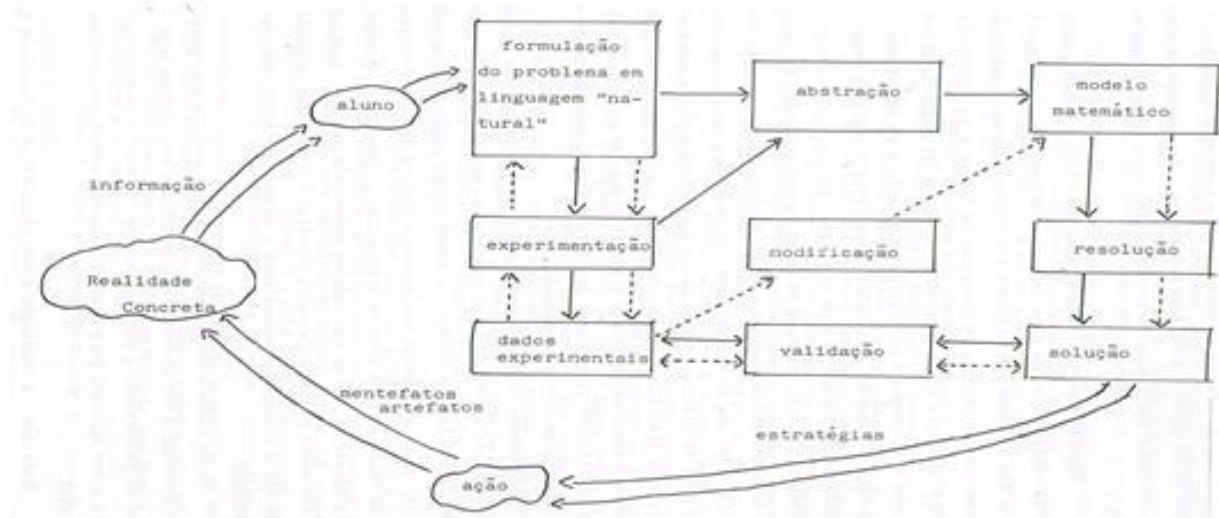 formulação
do problema em
linguagem "na-
tural"
abstração
modelo
matemático
aluno
informação
experimentação
modificação
resolução
Realidade
Concreta
dados
experimentais
validação
solução
mentefatos
artefatos
estratégias
ação